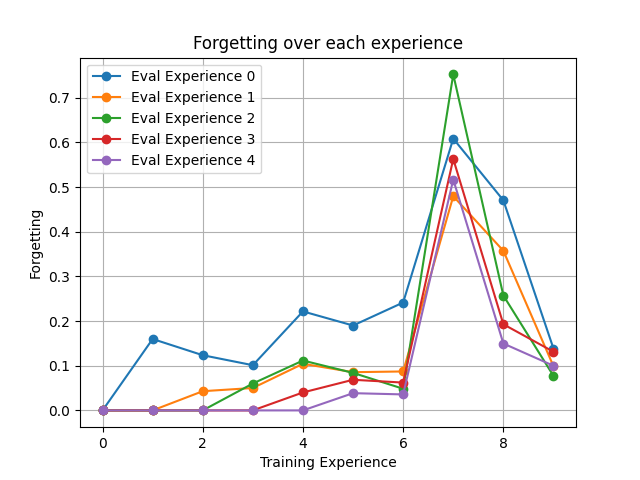 Forgetting over each experience
Eval Experience 0
Eval Experience 1
Eval Experience 2
Eval Experience 3
Eval Experience 4
Forgetting
0.7
0.6
0.5
0.4
0.3
0.2
0.1
0.0
0 2 4 6 8
Training Experience